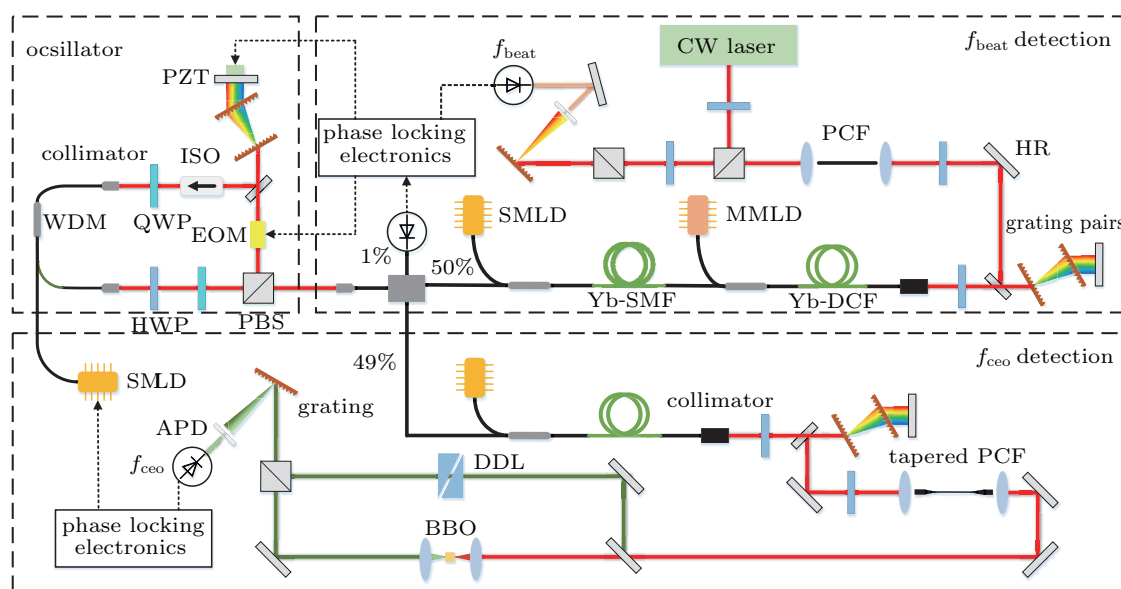 ocsillator
PZT
collimator
ISO
WDM
QWP
EOM
HWP
PBS
f_beat detection
f_beat
CW laser
phase locking
electronics
PCF
HR
SMLD
MMLD
grating pairs
1%
50%
Yb-SMF
Yb-DCF
49%
f_ceo detection
SMLD
grating
collimator
APD
f_ceo
DDL
tapered PCF
phase locking
electronics
BBO